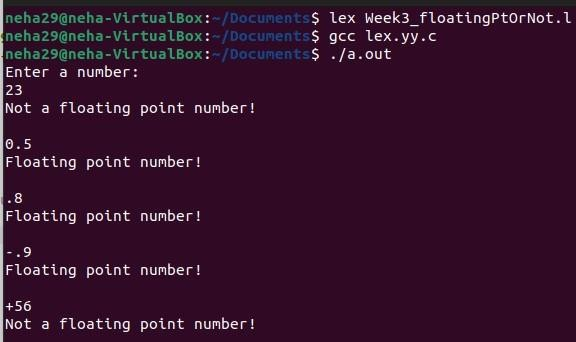 neha29@neha-VirtualBox:~/Documents$ lex Week3_floatingPtOrNot.l
neha29@neha-VirtualBox:~/Documents$ gcc lex.yy.c
neha29@neha-VirtualBox:~/Documents$ ./a.out
Enter a number:
23
Not a floating point number!
0.5
Floating point number!
.8
Floating point number!
-.9
Floating point number!
+56
Not a floating point number!